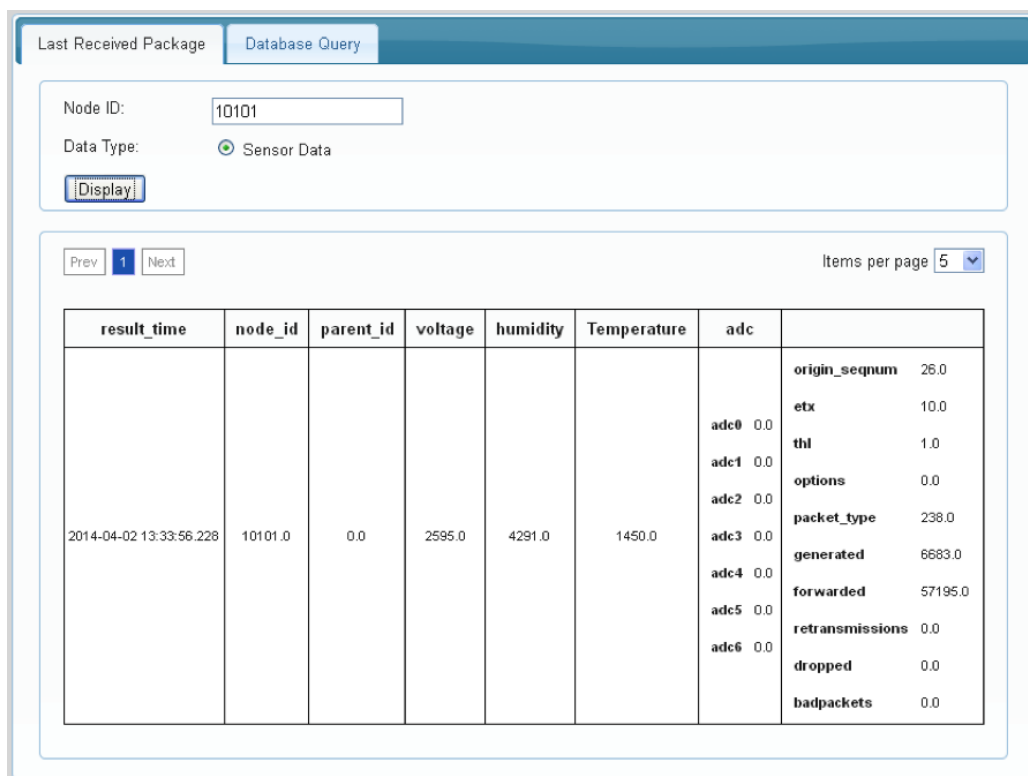 Last Received Package Database Query
Node ID: 10101
Data Type: Sensor Data
Display
Prev 1 Next Items per page 5
result_time node_id parent_id voltage humidity Temperature adc
2014-04-02 13:33:56.228 10101.0 0.0 2595.0 4291.0 1450.0
adc0 0.0
adc1 0.0
adc2 0.0
adc3 0.0
adc4 0.0
adc5 0.0
adc6 0.0
origin_seqnum 26.0
etx 10.0
thl 1.0
options 0.0
packet_type 238.0
generated 6683.0
forwarded 57195.0
retransmissions 0.0
dropped 0.0
badpackets 0.0